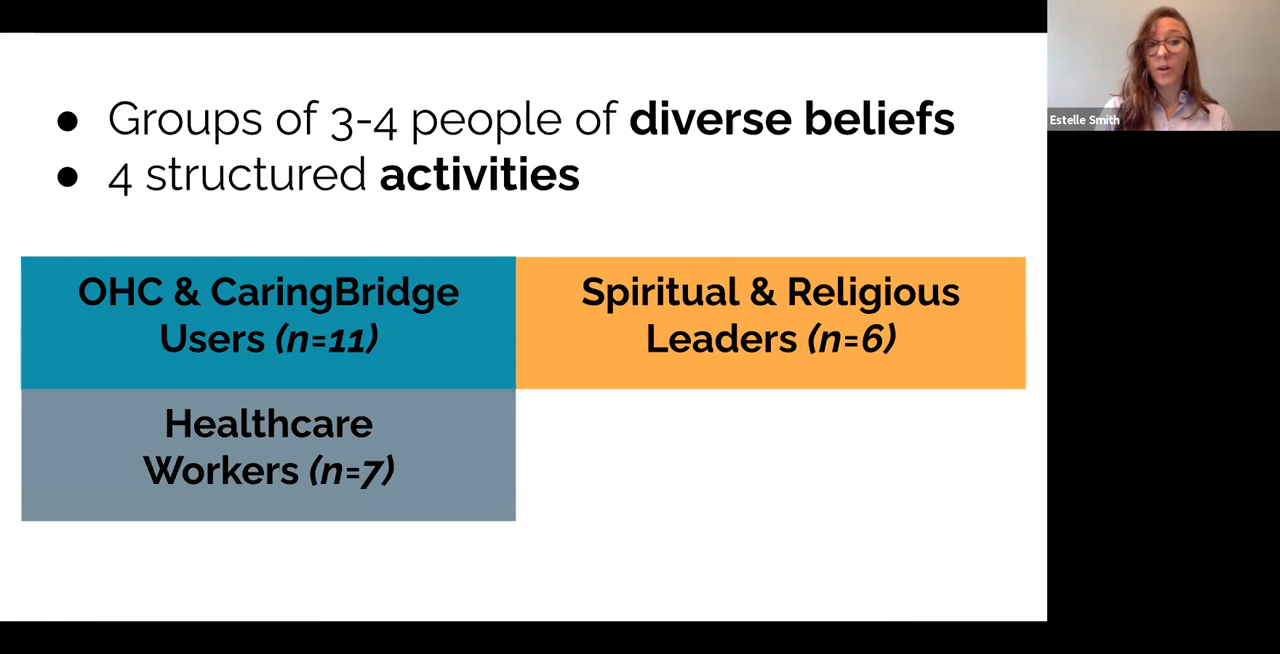 ● Groups of 3-4 people of diverse beliefs
● 4 structured activities
OHC & CaringBridge
Users (n=11)
Spiritual & Religious
Leaders (n=6)
Healthcare
Workers (n=7)
Estelle Smith